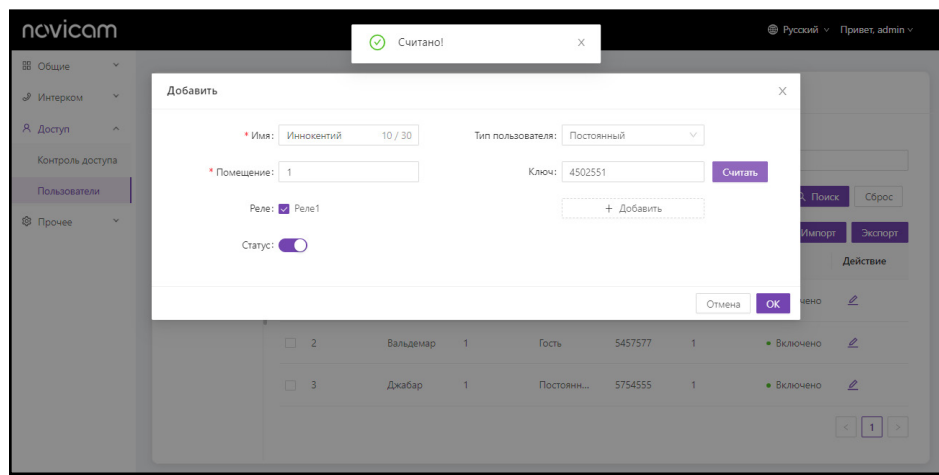 novicam
Считано!
Русский
Привет, admin
Общие
Интерком
Доступ
Контроль доступа
Пользователи
Прочее
Добавить
* Имя: Иннокентий 10 / 30
Тип пользователя: Постоянный
* Помещение: 1
Ключ: 4502551 Считать
Реле: Реле1
+ Добавить
Статус:
Отмена OK
Поиск Сброс
Импорт Экспорт
Действие
2 Вальдемар 1 Гость 5457577 1 Включено
3 Джабар 1 Постоянн... 5754555 1 Включено
< 1 >